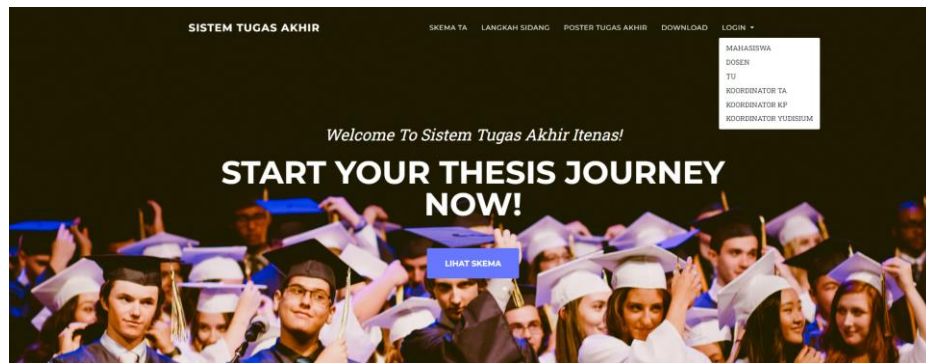 SISTEM TUGAS AKHIR
SKEMA TA LANGKAH SIDANG POSTER TUGAS AKHIR DOWNLOAD LOGIN
MAHASISWA
DOSEN
TU
KOORDINATOR TA
KOORDINATOR KP
KOORDINATOR YUDISIUM
Welcome To Sistem Tugas Akhir Itenas!
START YOUR THESIS JOURNEY
NOW!
LIHAT SKEMA